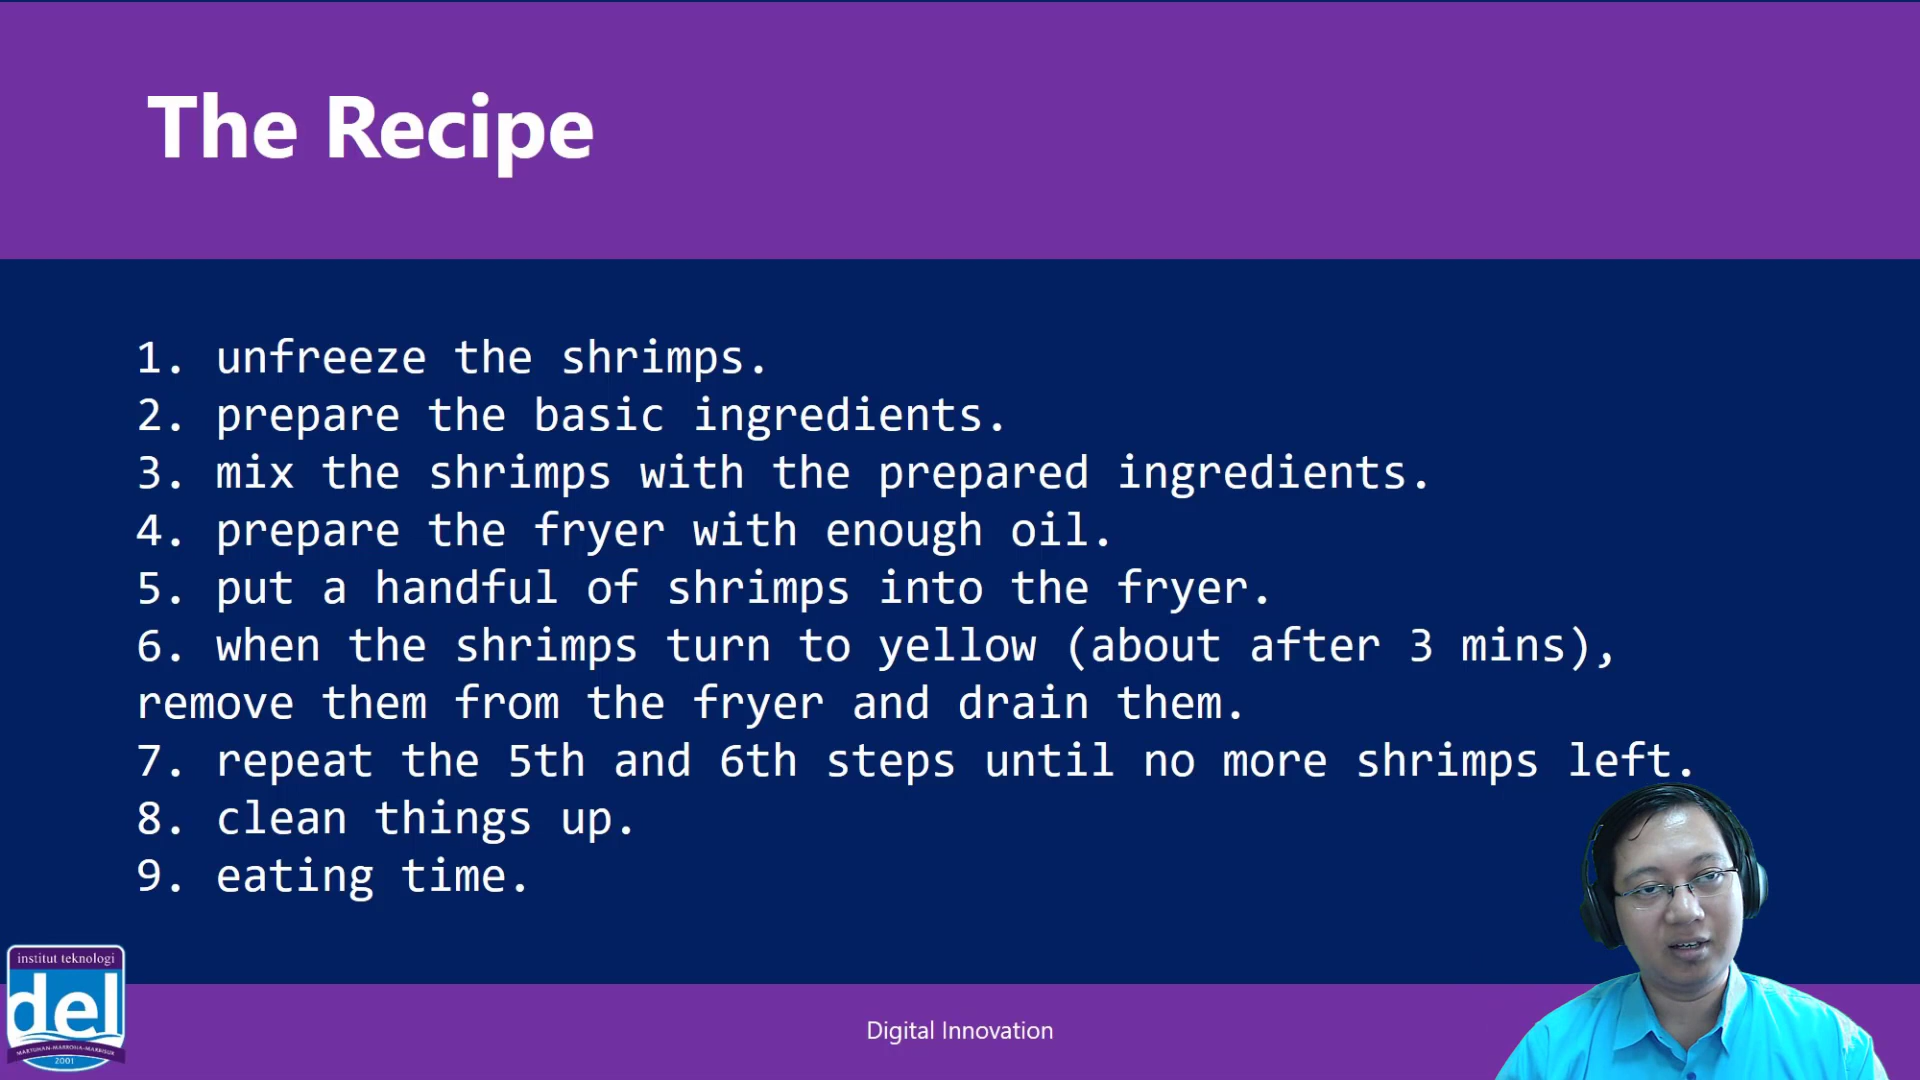 The Recipe
1. unfreeze the shrimps.
2. prepare the basic ingredients.
3. mix the shrimps with the prepared ingredients.
4. prepare the fryer with enough oil.
5. put a handful of shrimps into the fryer.
6. when the shrimps turn to yellow (about after 3 mins),
remove them from the fryer and drain them.
7. repeat the 5th and 6th steps until no more shrimps left.
8. clean things up.
9. eating time.
institut teknologi
del
MARTUHAN-MARROHA-MARBISUK
2001
Digital Innovation